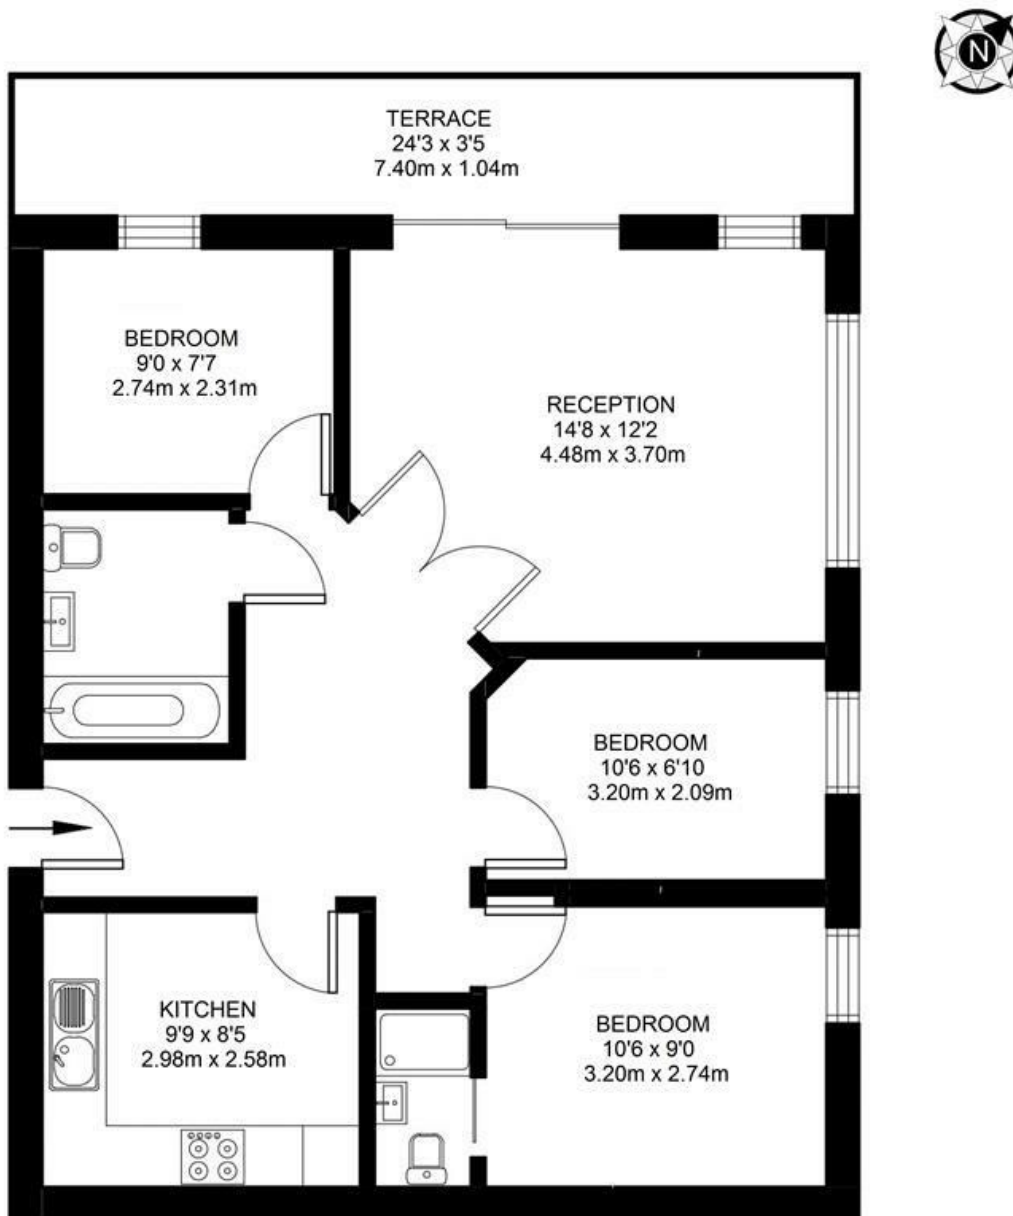 N
TERRACE
24'3 x 3'5
7.40m x 1.04m
BEDROOM
9'0 x 7'7
2.74m x 2.31m
RECEPTION
14'8 x 12'2
4.48m x 3.70m
BEDROOM
10'6 x 6'10
3.20m x 2.09m
KITCHEN
9'9 x 8'5
2.98m x 2.58m
BEDROOM
10'6 x 9'0
3.20m x 2.74m